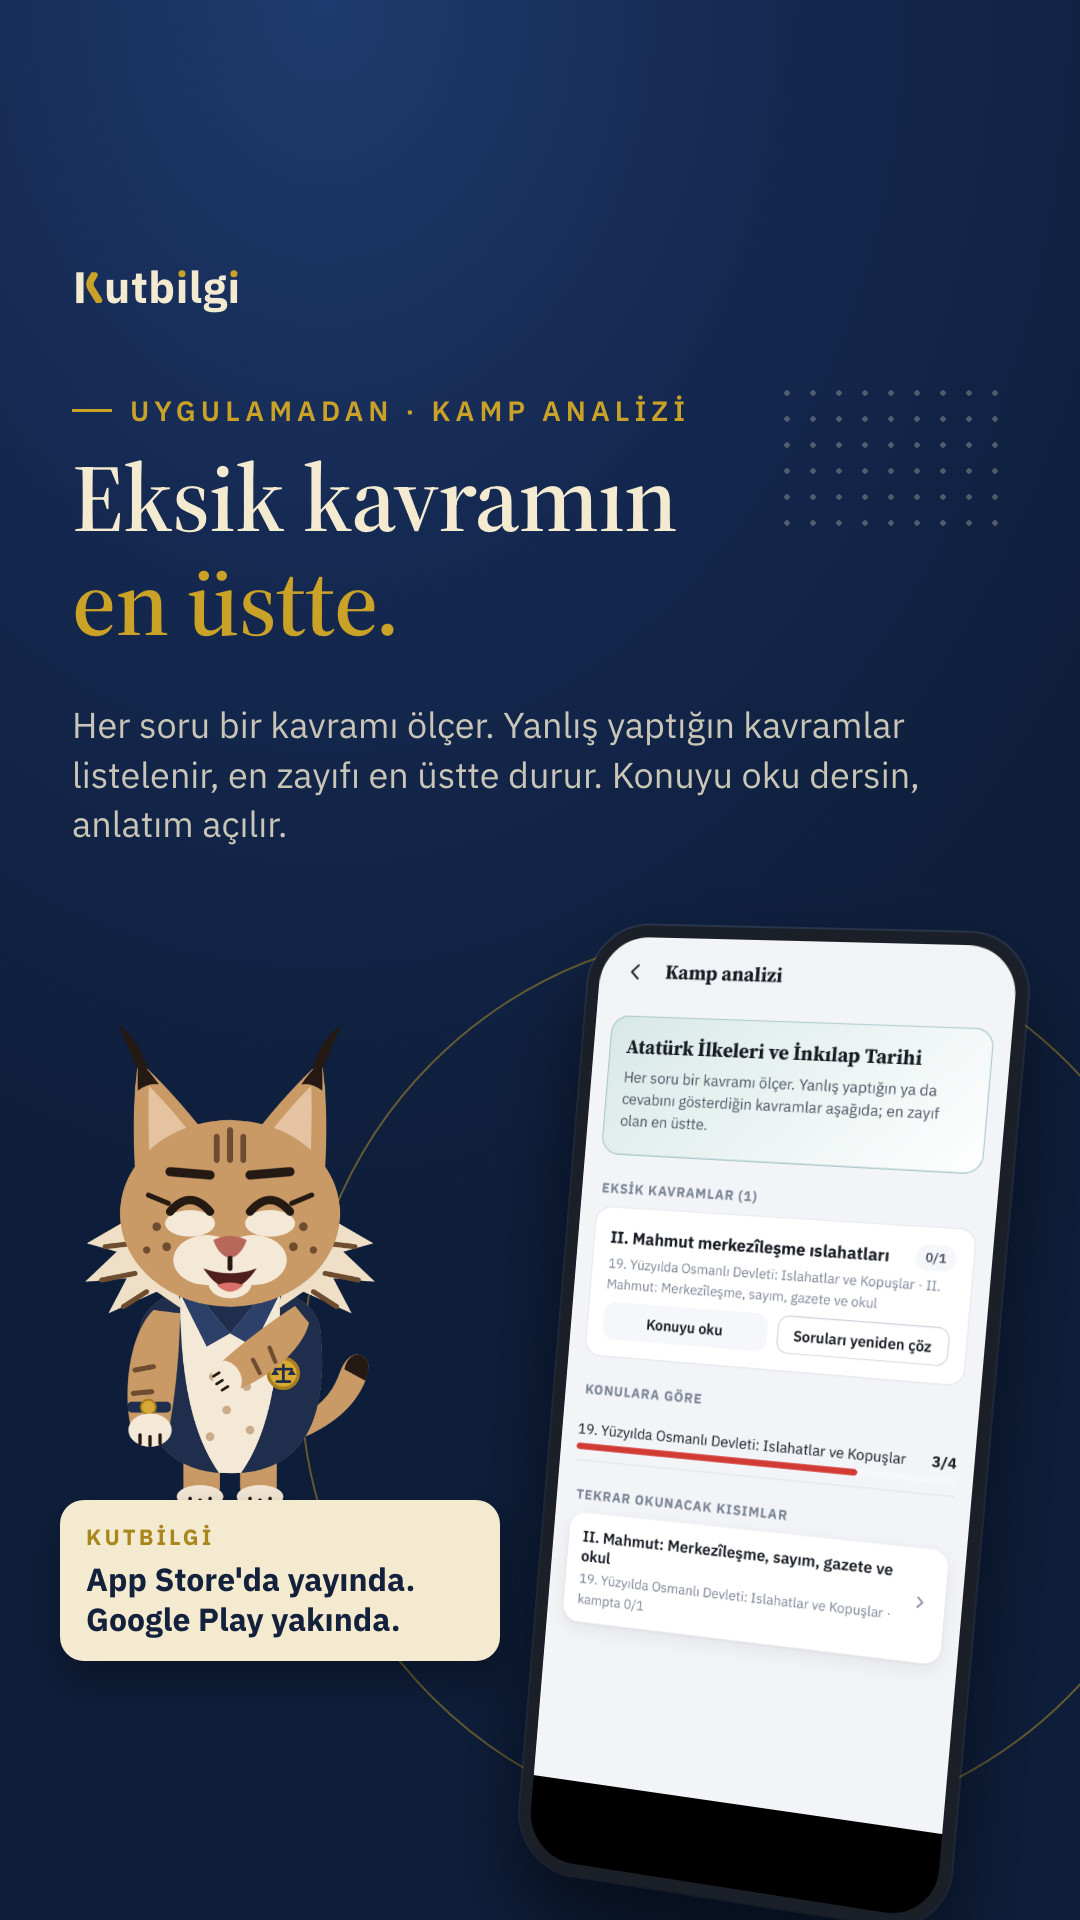 Kutbilgi
UYGULAMADAN · KAMP ANALİZİ
Eksik kavramın
en üstte.
Her soru bir kavramı ölçer. Yanlış yaptığın kavramlar
listelenir, en zayıfı en üstte durur. Konuyu oku dersin,
anlatım açılır.
Kamp analizi
Atatürk İlkeleri ve İnkılap Tarihi
Her soru bir kavramı ölçer. Yanlış yaptığın ya da
cevabını gösterdiğin kavramlar aşağıda; en zayıf
olan en üstte.
EKSİK KAVRAMLAR (1)
II. Mahmut merkezîleşme ıslahatları 0/1
19. Yüzyılda Osmanlı Devleti: Islahatlar ve Kopuşlar · II.
Mahmut: Merkezîleşme, sayım, gazete ve okul
Konuyu oku Soruları yeniden çöz
KONULARA GÖRE
19. Yüzyılda Osmanlı Devleti: Islahatlar ve Kopuşlar 3/4
TEKRAR OKUNACAK KISIMLAR
II. Mahmut: Merkezîleşme, sayım, gazete ve
okul
19. Yüzyılda Osmanlı Devleti: Islahatlar ve Kopuşlar ·
kampta 0/1
KUTBİLGİ
App Store'da yayında.
Google Play yakında.